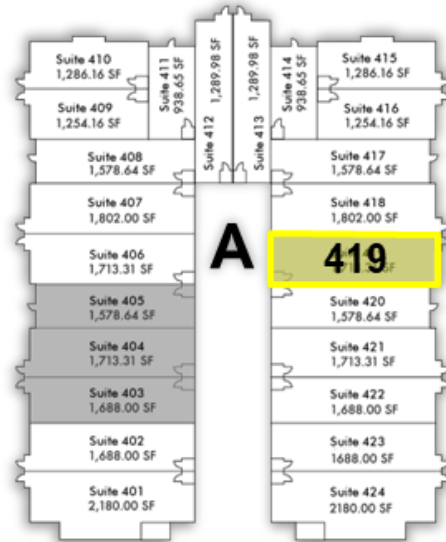 Suite 410
1,286.16 SF
Suite 409
1,254.16 SF
Suite 411
938.65 SF
Suite 412
1,289.98 SF
Suite 413
1,289.98 SF
Suite 414
938.65 SF
Suite 415
1,286.16 SF
Suite 416
1,254.16 SF
Suite 408
1,578.64 SF
Suite 407
1,802.00 SF
Suite 406
1,713.31 SF
Suite 405
1,578.64 SF
Suite 404
1,713.31 SF
Suite 403
1,688.00 SF
Suite 402
1,688.00 SF
Suite 401
2,180.00 SF
A
Suite 417
1,578.64 SF
Suite 418
1,802.00 SF
419
Suite 420
1,578.64 SF
Suite 421
1,713.31 SF
Suite 422
1,688.00 SF
Suite 423
1688.00 SF
Suite 424
2180.00 SF